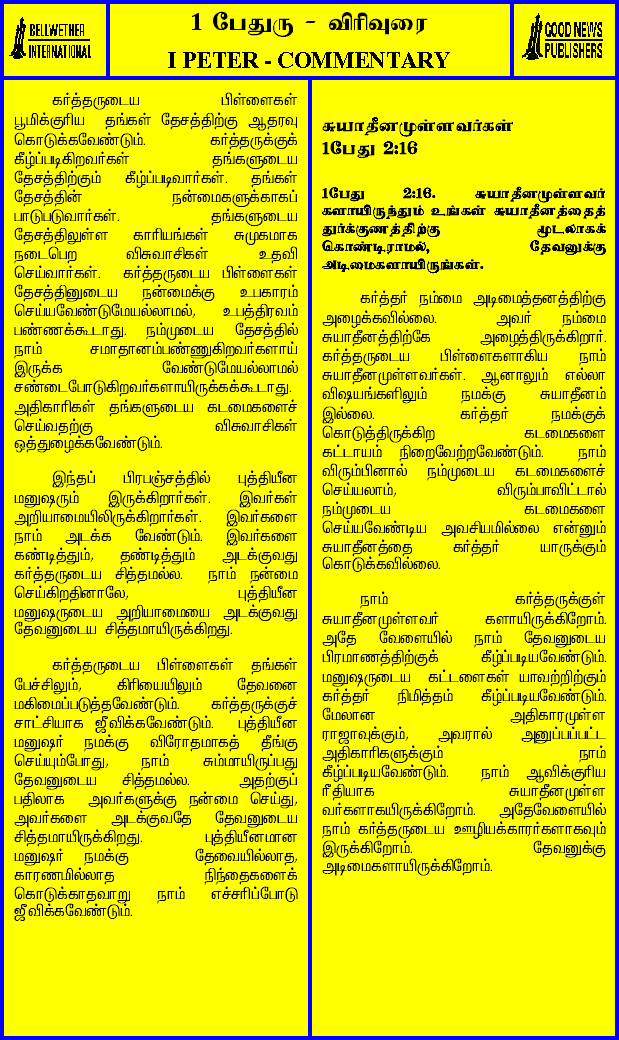 BELLWETHER
INTERNATIONAL
1 பேதுரு - விரிவுரை
I PETER - COMMENTARY
GOOD NEWS
PUBLISHERS
கர்த்தருடைய பிள்ளைகள்
பூமிக்குரிய தங்கள் தேசத்திற்கு ஆதரவு
கொடுக்கவேண்டும். கர்த்தருக்குக்
கீழ்ப்படிகிறவர்கள் தங்களுடைய
தேசத்திற்கும் கீழ்ப்படிவார்கள். தங்கள்
தேசத்தின் நன்மைகளுக்காகப்
பாடுபடுவார்கள். தங்களுடைய
தேசத்திலுள்ள காரியங்கள் சுமுகமாக
நடைபெற விசுவாசிகள் உதவி
செய்வார்கள். கர்த்தருடைய பிள்ளைகள்
தேசத்தினுடைய நன்மைக்கு உபகாரம்
செய்யவேண்டுமேயல்லாமல், உபத்திரவம்
பண்ணக்கூடாது. நம்முடைய தேசத்தில்
நாம் சமாதானம்பண்ணுகிறவர்களாய்
இருக்க வேண்டுமேயல்லாமல்
சண்டைபோடுகிறவர்களாயிருக்கக்கூடாது.
அதிகாரிகள் தங்களுடைய கடமைகளைச்
செய்வதற்கு விசுவாசிகள்
ஒத்துழைக்கவேண்டும்.
இந்தப் பிரபஞ்சத்தில் புத்தியீன
மனுஷரும் இருக்கிறார்கள். இவர்கள்
அறியாமையிலிருக்கிறார்கள். இவர்களை
நாம் அடக்க வேண்டும். இவர்களை
கண்டித்தும், தண்டித்தும் அடக்குவது
கர்த்தருடைய சித்தமல்ல. நாம் நன்மை
செய்கிறதினாலே, புத்தியீன
மனுஷருடைய அறியாமையை அடக்குவது
தேவனுடைய சித்தமாயிருக்கிறது.
கர்த்தருடைய பிள்ளைகள் தங்கள்
பேச்சிலும், கிரியையிலும் தேவனை
மகிமைப்படுத்தவேண்டும். கர்த்தருக்குச்
சாட்சியாக ஜீவிக்கவேண்டும். புத்தியீன
மனுஷர் நமக்கு விரோதமாகத் தீங்கு
செய்யும்போது, நாம் சும்மாயிருப்பது
தேவனுடைய சித்தமல்ல. அதற்குப்
பதிலாக அவர்களுக்கு நன்மை செய்து,
அவர்களை அடக்குவதே தேவனுடைய
சித்தமாயிருக்கிறது. புத்தியீனமான
மனுஷர் நமக்கு தேவையில்லாத,
காரணமில்லாத நிந்தைகளைக்
கொடுக்காதவாறு நாம் எச்சரிப்போடு
ஜீவிக்கவேண்டும்.
சுயாதீனமுள்ளவர்கள்
1பேது 2:16
1பேது 2:16. சுயாதீனமுள்ளவர்
களாயிருந்தும் உங்கள் சுயாதீனத்தைத்
துர்க்குணத்திற்கு மூடலாகக்
கொண்டிராமல், தேவனுக்கு
அடிமைகளாயிருங்கள்.
கர்த்தர் நம்மை அடிமைத்தனத்திற்கு
அழைக்கவில்லை. அவர் நம்மை
சுயாதீனத்திற்கே அழைத்திருக்கிறார்.
கர்த்தருடைய பிள்ளைகளாகிய நாம்
சுயாதீனமுள்ளவர்கள். ஆனாலும் எல்லா
விஷயங்களிலும் நமக்கு சுயாதீனம்
இல்லை. கர்த்தர் நமக்குக்
கொடுத்திருக்கிற கடமைகளை
கட்டாயம் நிறைவேற்றவேண்டும். நாம்
விரும்பினால் நம்முடைய கடமைகளைச்
செய்யலாம், விரும்பாவிட்டால்
நம்முடைய கடமைகளை
செய்யவேண்டிய அவசியமில்லை என்னும்
சுயாதீனத்தை கர்த்தர் யாருக்கும்
கொடுக்கவில்லை.
நாம் கர்த்தருக்குள்
சுயாதீனமுள்ளவர் களாயிருக்கிறோம்.
அதே வேளையில் நாம் தேவனுடைய
பிரமாணத்திற்குக் கீழ்ப்படியவேண்டும்.
மனுஷருடைய கட்டளைகள் யாவற்றிற்கும்
கர்த்தர் நிமித்தம் கீழ்ப்படியவேண்டும்.
மேலான அதிகாரமுள்ள
ராஜாவுக்கும், அவரால் அனுப்பப்பட்ட
அதிகாரிகளுக்கும் நாம்
கீழ்ப்படியவேண்டும். நாம் ஆவிக்குரிய
ரீதியாக சுயாதீனமுள்ள
வர்களாகயிருக்கிறோம். அதேவேளையில்
நாம் கர்த்தருடைய ஊழியக்காரர்களாகவும்
இருக்கிறோம். தேவனுக்கு
அடிமைகளாயிருக்கிறோம்.